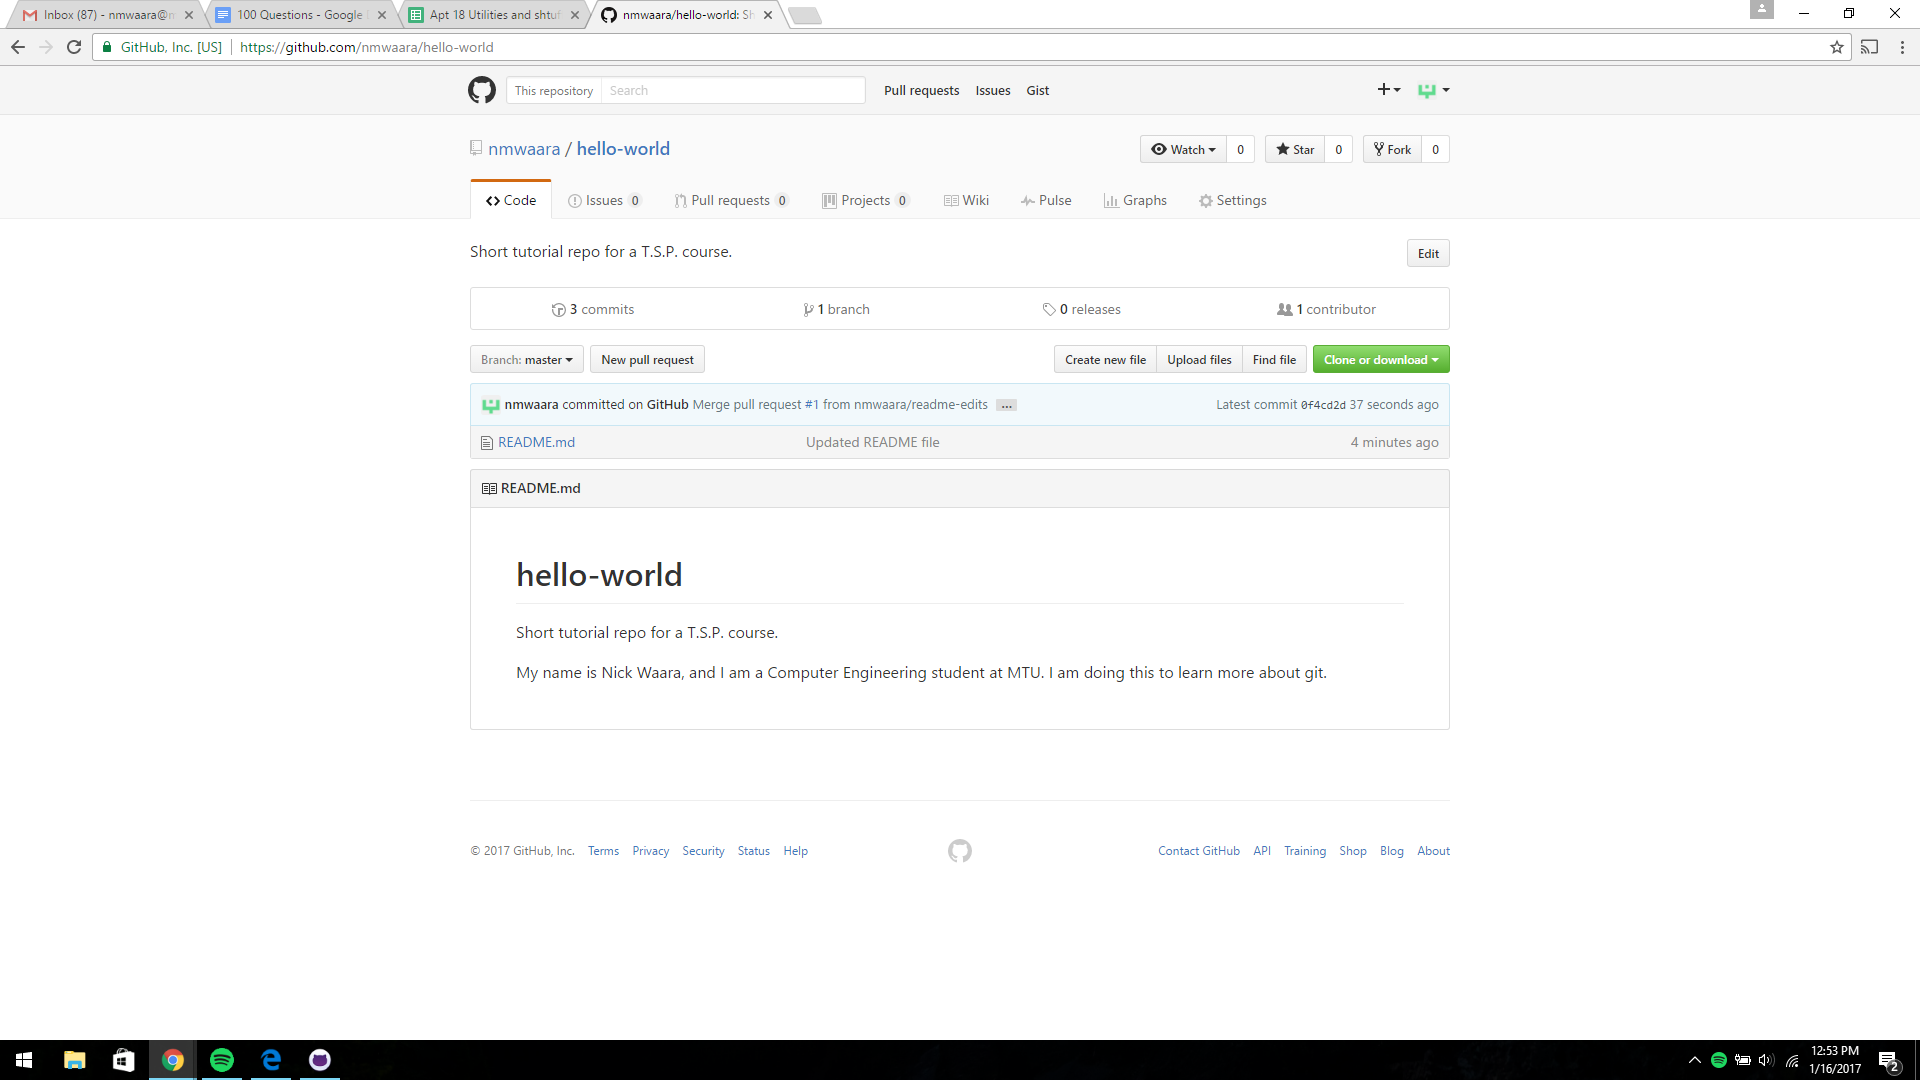 Inbox (87) - nmwaara@m
100 Questions - Google
Apt 18 Utilities and shtuf
nmwaara/hello-world: Sh
GitHub, Inc. [US] https://github.com/nmwaara/hello-world
This repository Search Pull requests Issues Gist
nmwaara / hello-world
Watch 0 Star 0 Fork 0
Code Issues 0 Pull requests 0 Projects 0 Wiki Pulse Graphs Settings
Short tutorial repo for a T.S.P. course. Edit
3 commits 1 branch 0 releases 1 contributor
Branch: master New pull request Create new file Upload files Find file Clone or download
nmwaara committed on GitHub Merge pull request #1 from nmwaara/readme-edits … Latest commit 0f4cd2d 37 seconds ago
README.md Updated README file 4 minutes ago
README.md
hello-world
Short tutorial repo for a T.S.P. course.
My name is Nick Waara, and I am a Computer Engineering student at MTU. I am doing this to learn more about git.
© 2017 GitHub, Inc. Terms Privacy Security Status Help Contact GitHub API Training Shop Blog About
12:53 PM
1/16/2017
2